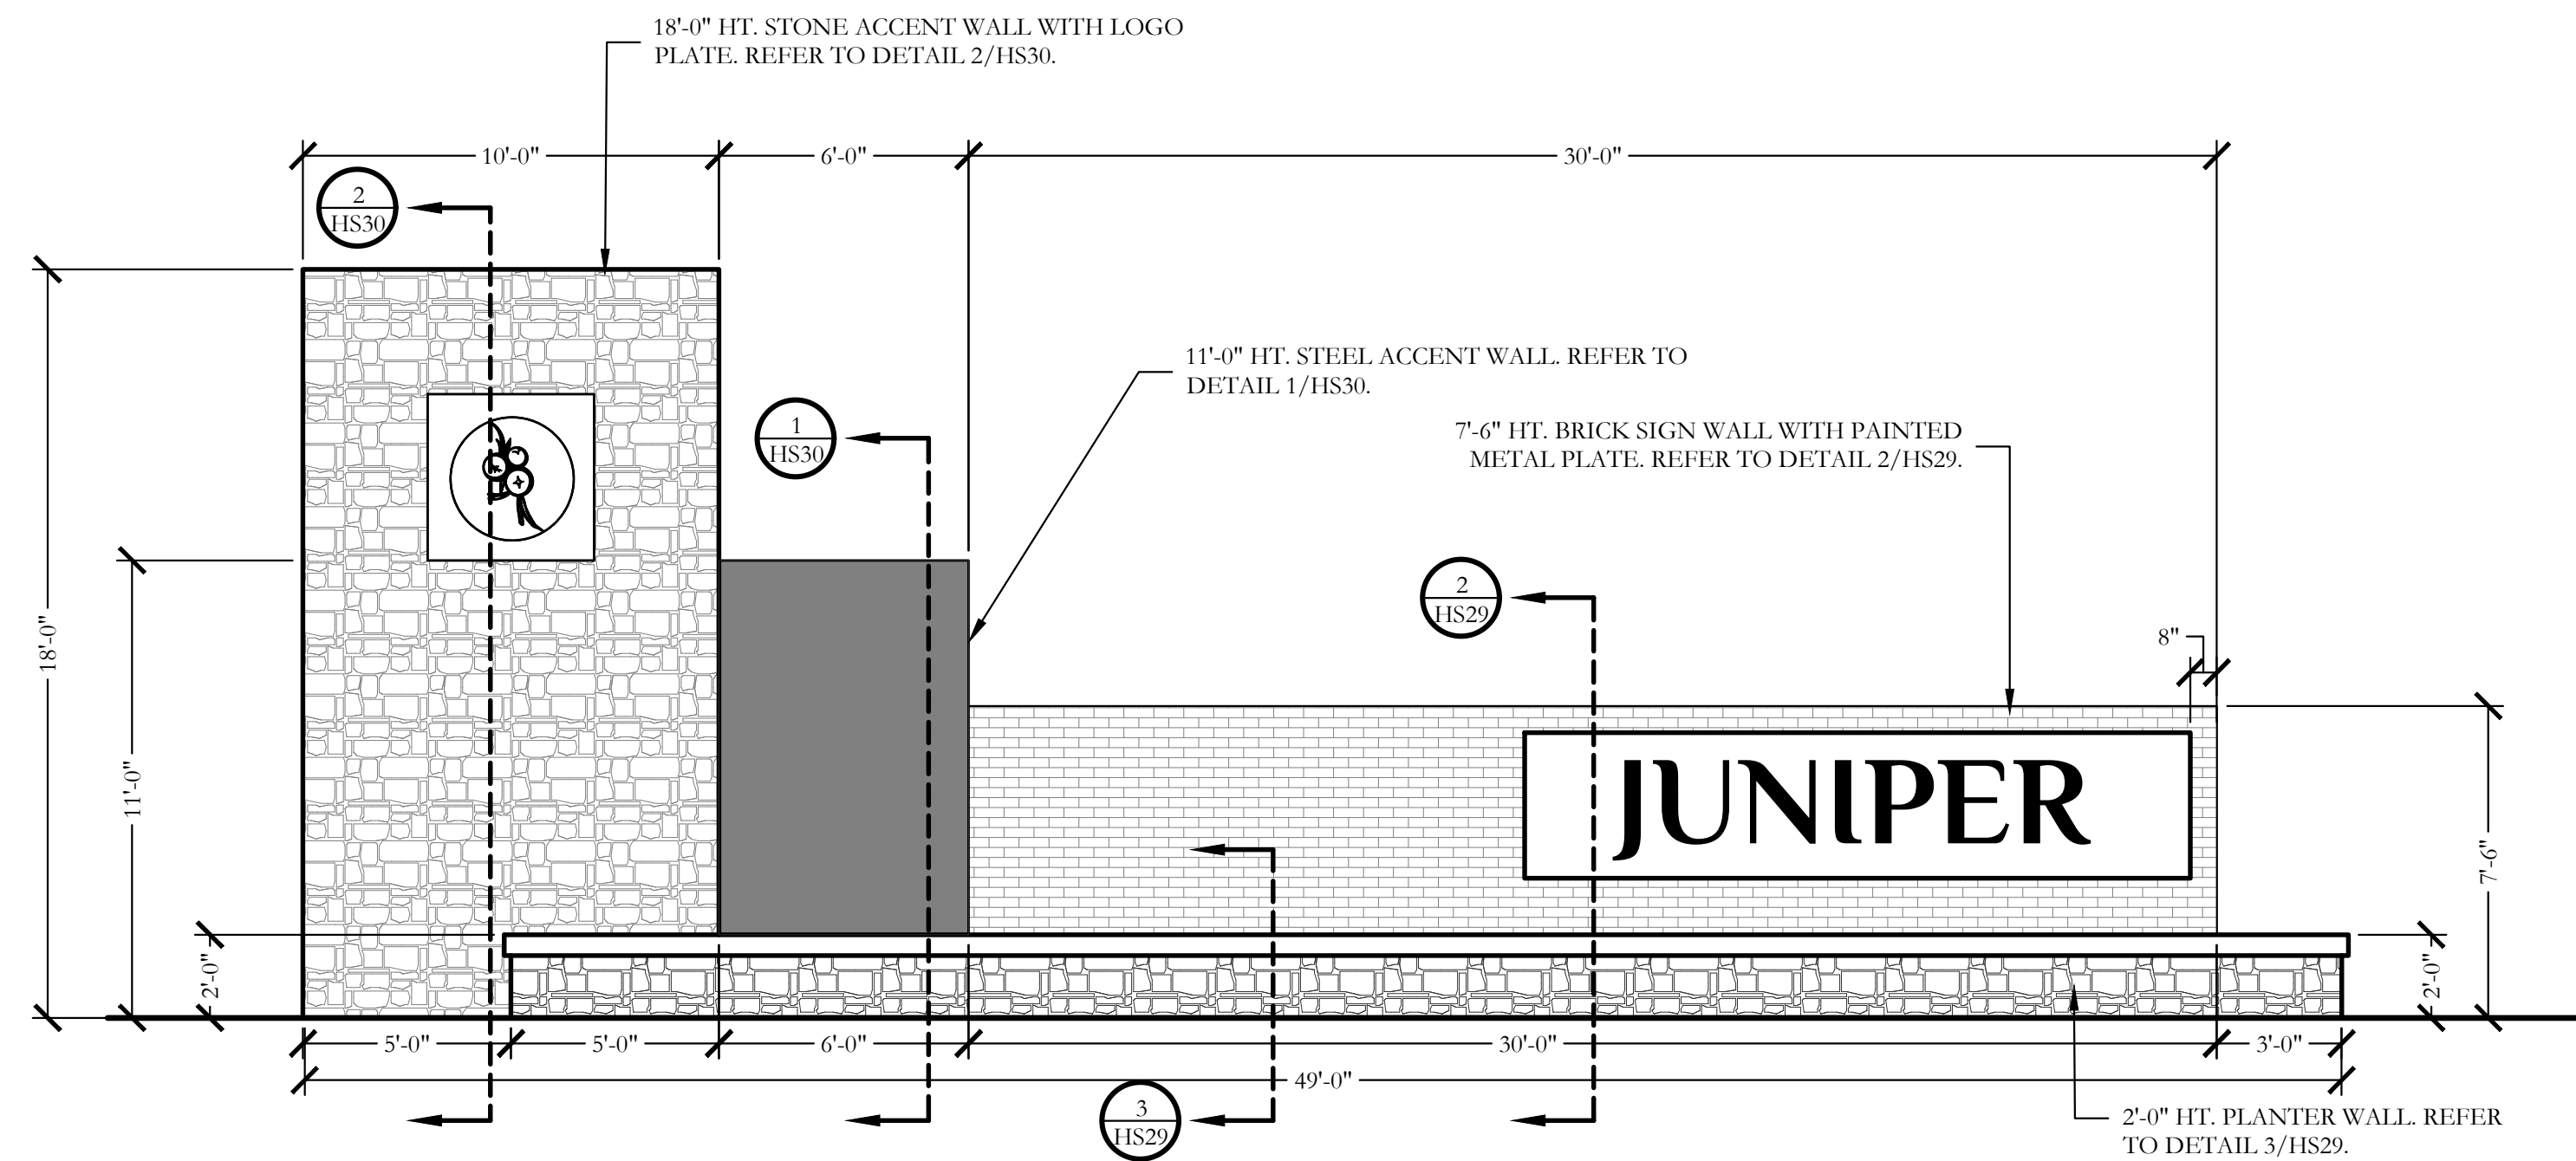 18'-0" HT. STONE ACCENT WALL WITH LOGO
PLATE. REFER TO DETAIL 2/HS30.
10'-0"
6'-0"
30'-0"
2
HS30
11'-0" HT. STEEL ACCENT WALL. REFER TO
DETAIL 1/HS30.
1
HS30
7'-6" HT. BRICK SIGN WALL WITH PAINTED
METAL PLATE. REFER TO DETAIL 2/HS29.
2
HS29
8"
18'-0"
11'-0"
2'-0"
JUNIPER
7'-6"
2'-0"
5'-0"
5'-0"
6'-0"
30'-0"
3'-0"
49'-0"
3
HS29
2'-0" HT. PLANTER WALL. REFER
TO DETAIL 3/HS29.